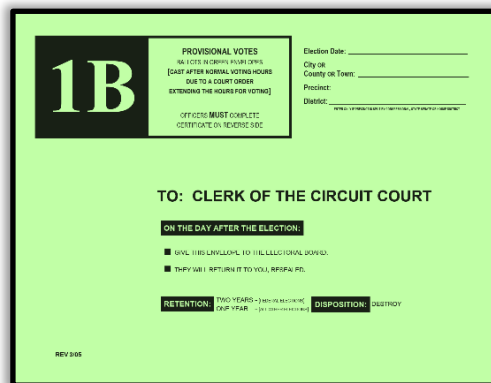 1B
PROVISIONAL VOTES
BALLOTS IN GREEN ENVELOPES
[CAST AFTER NORMAL VOTING HOURS
DUE TO A COURT ORDER
EXTENDING THE HOURS FOR VOTING]
OFFICERS MUST COMPLETE
CERTIFICATE ON REVERSE SIDE
Election Date:
City OR
County OR Town:
Precinct:
District:
TO: CLERK OF THE CIRCUIT COURT
ON THE DAY AFTER THE ELECTION:
■ GIVE THIS ENVELOPE TO THE ELECTORAL BOARD.
■ THEY WILL RETURN IT TO YOU, RESEALED.
RETENTION: TWO YEARS - [FEDERAL ELECTION] DISPOSITION: DESTROY
ONE YEAR -
REV 3/05